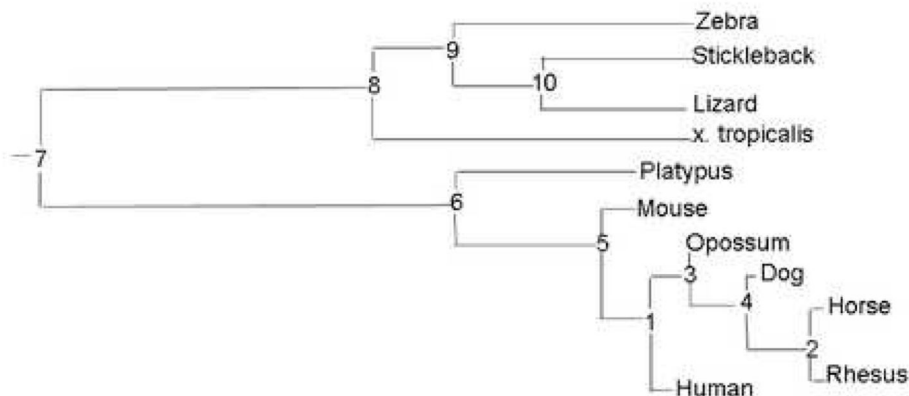 Zebra
9
Stickleback
10
8
Lizard
x. tropicalis
7
Platypus
6
Mouse
5
Opossum
3
Dog
4
Horse
1
2
Rhesus
Human